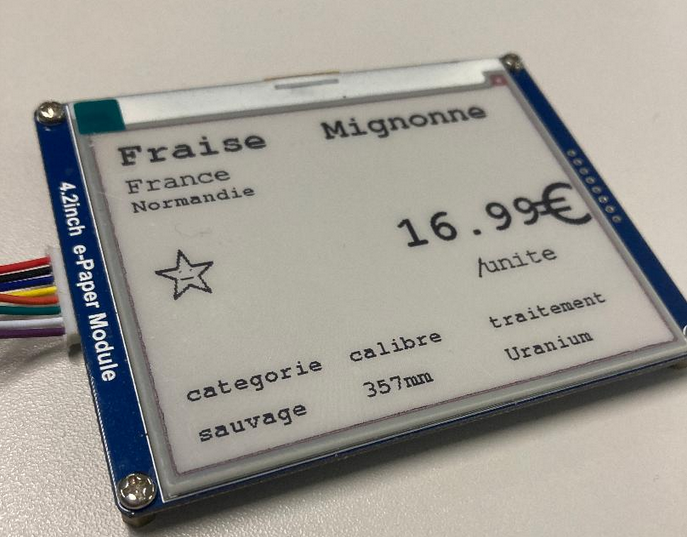 4.2inch e-Paper Module
Fraise Mignonne
France
Normandie
16.99€
/unite
categorie calibre traitement
sauvage 357mm Uranium